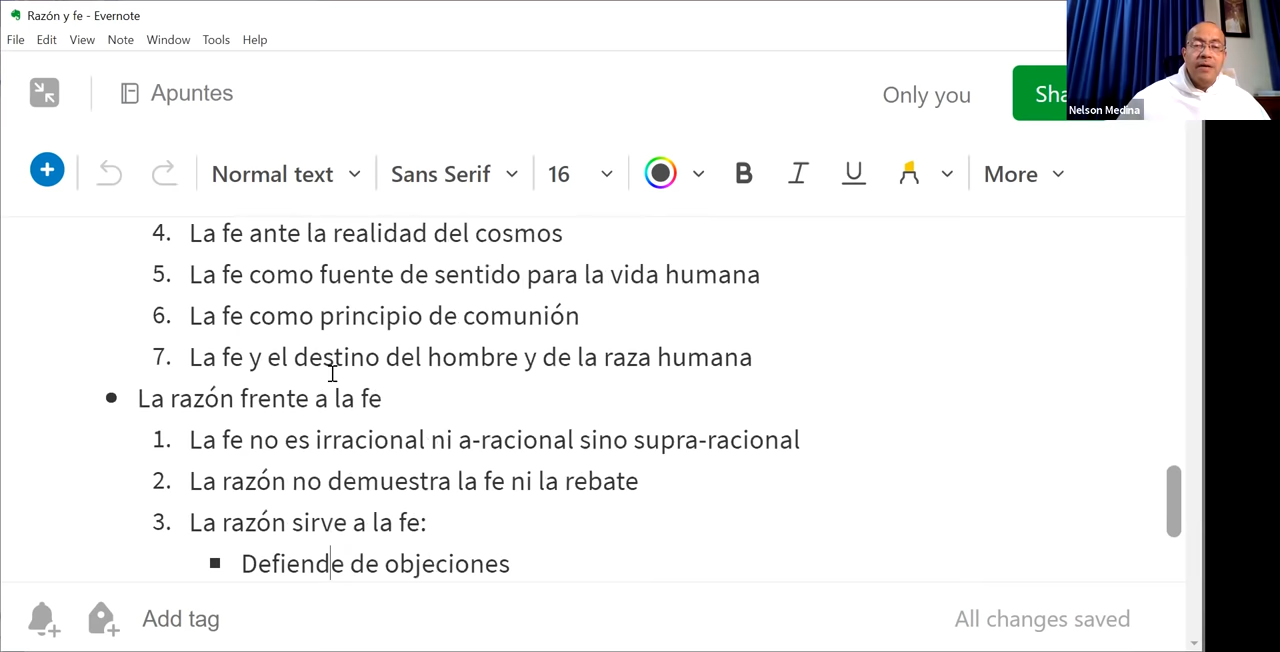 Razón y fe - Evernote
File Edit View Note Window Tools Help
Apuntes
Only you
Sha
Nelson Medina
Normal text Sans Serif 16 B I U More
4. La fe ante la realidad del cosmos
5. La fe como fuente de sentido para la vida humana
6. La fe como principio de comunión
7. La fe y el destino del hombre y de la raza humana
• La razón frente a la fe
1. La fe no es irracional ni a-racional sino supra-racional
2. La razón no demuestra la fe ni la rebate
3. La razón sirve a la fe:
▪ Defiende de objeciones
Add tag
All changes saved